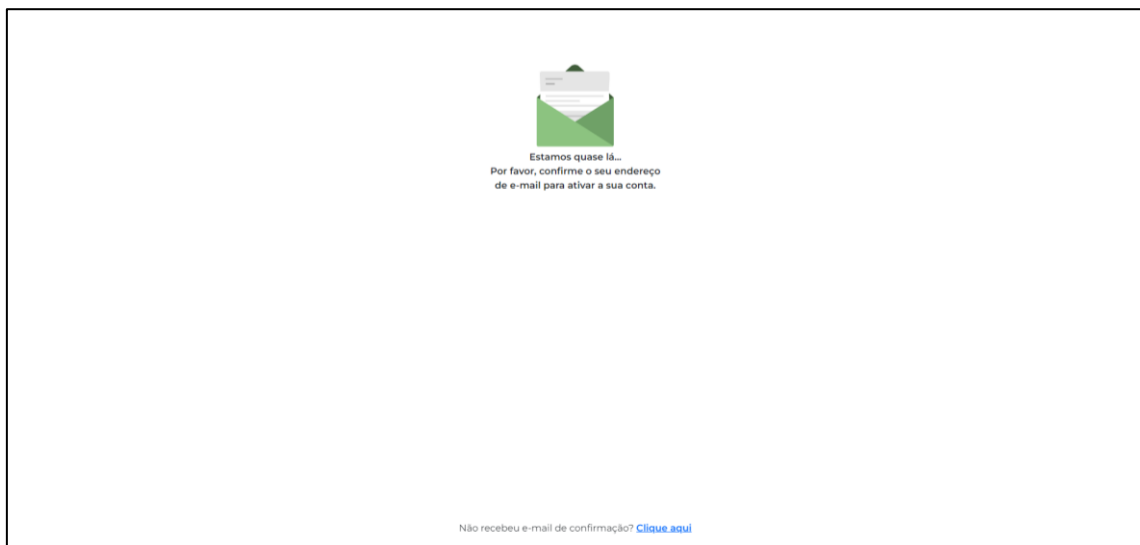 Estamos quase lá...
Por favor, confirme o seu endereço
de e-mail para ativar a sua conta.
Não recebeu e-mail de confirmação? Clique aqui